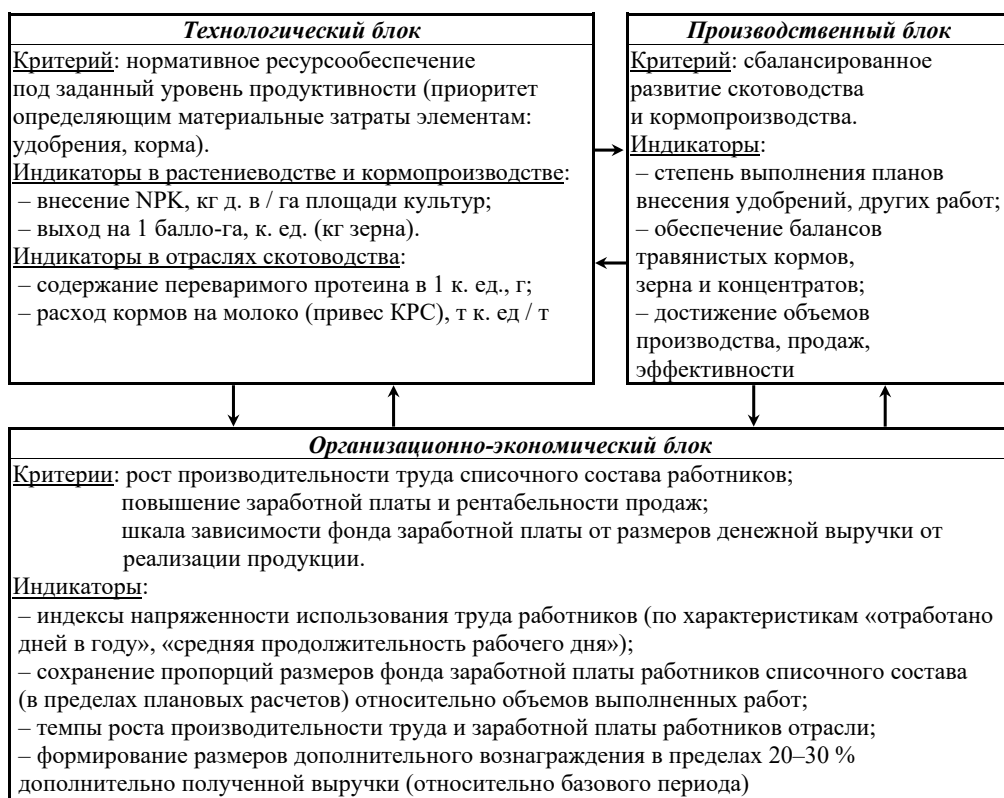 Технологический блок
Критерий: нормативное ресурсообеспечение
под заданный уровень продуктивности (приоритет
определяющим материальные затраты элементам:
удобрения, корма).
Индикаторы в растениеводстве и кормопроизводстве:
– внесение NPK, кг д. в / га площади культур;
– выход на 1 балло-га, к. ед. (кг зерна).
Индикаторы в отраслях скотоводства:
– содержание переваримого протеина в 1 к. ед., г;
– расход кормов на молоко (привес КРС), т к. ед / т
Производственный блок
Критерий: сбалансированное
развитие скотоводства
и кормопроизводства.
Индикаторы:
– степень выполнения планов
внесения удобрений, других работ;
– обеспечение балансов
травянистых кормов,
зерна и концентратов;
– достижение объемов
производства, продаж,
эффективности
Организационно-экономический блок
Критерии: рост производительности труда списочного состава работников;
повышение заработной платы и рентабельности продаж;
шкала зависимости фонда заработной платы от размеров денежной выручки от
реализации продукции.
Индикаторы:
– индексы напряженности использования труда работников (по характеристикам «отработано
дней в году», «средняя продолжительность рабочего дня»);
– сохранение пропорций размеров фонда заработной платы работников списочного состава
(в пределах плановых расчетов) относительно объемов выполненных работ;
– темпы роста производительности труда и заработной платы работников отрасли;
– формирование размеров дополнительного вознаграждения в пределах 20–30 %
дополнительно полученной выручки (относительно базового периода)